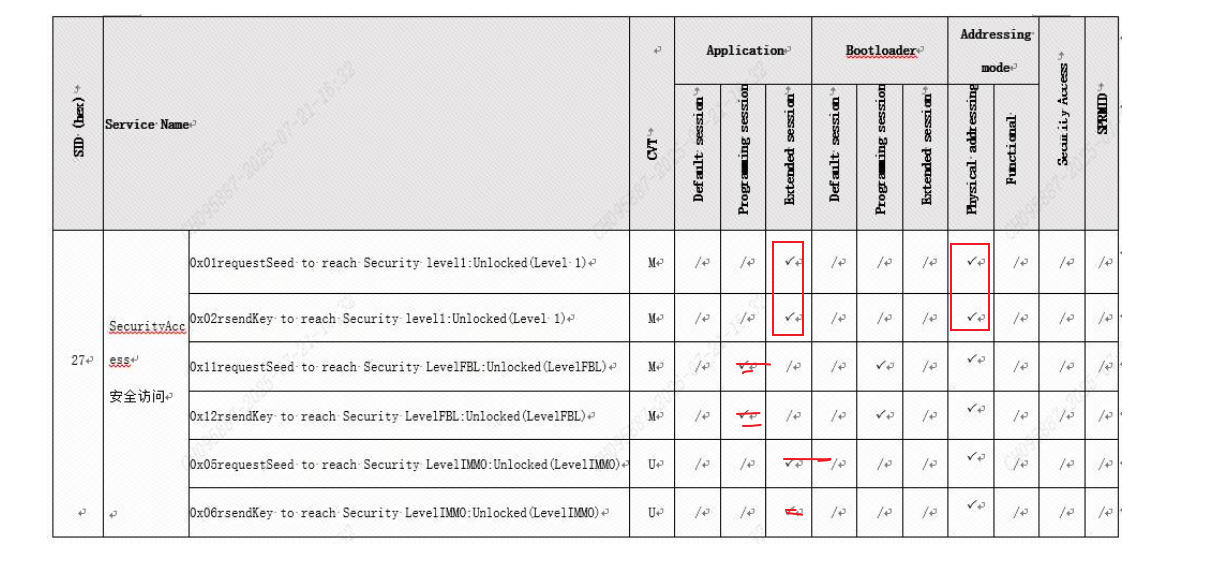 SID (hex)
Service Name
CVT
Application
Bootloader
Addressing
mode
Security Access
SPRMID
Default session
Programming session
Extended session
Default session
Programming session
Extended session
Physical addressing
Functional
27
SecurityAcc
ess
安全访问
0x01requestSeed to reach Security level1:Unlocked(Level 1) M / / ✓ / / / ✓ / / /
0x02rsendKey to reach Security level1:Unlocked(Level 1) M / / ✓ / / / ✓ / / /
0x11requestSeed to reach Security LevelFBL:Unlocked(LevelFBL) M / ✓ / / ✓ / ✓ / / /
0x12rsendKey to reach Security LevelFBL:Unlocked(LevelFBL) M / ✓ / / ✓ / ✓ / / /
0x05requestSeed to reach Security LevelIMMO:Unlocked(LevelIMMO) U / / ✓ / / / ✓ / / /
0x06rsendKey to reach Security LevelIMMO:Unlocked(LevelIMMO) U / / ✓ / / / ✓ / / /